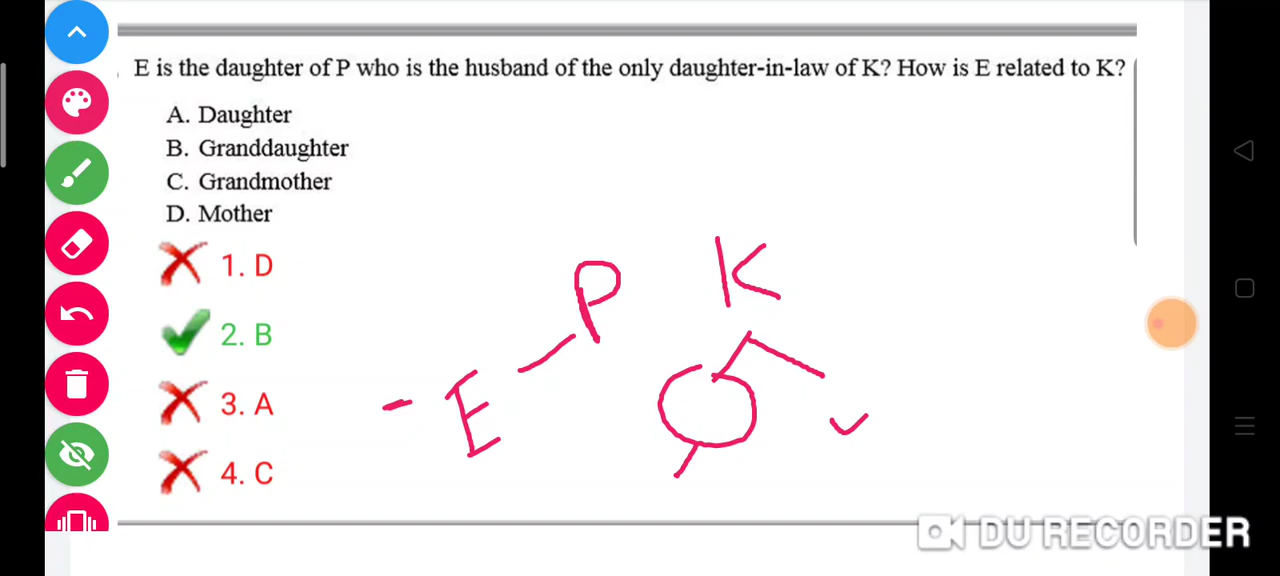 E is the daughter of P who is the husband of the only daughter-in-law of K? How is E related to K?
A. Daughter
B. Granddaughter
C. Grandmother
D. Mother
1. D
2. B
3. A
4. C
P K
- E
DU RECORDER